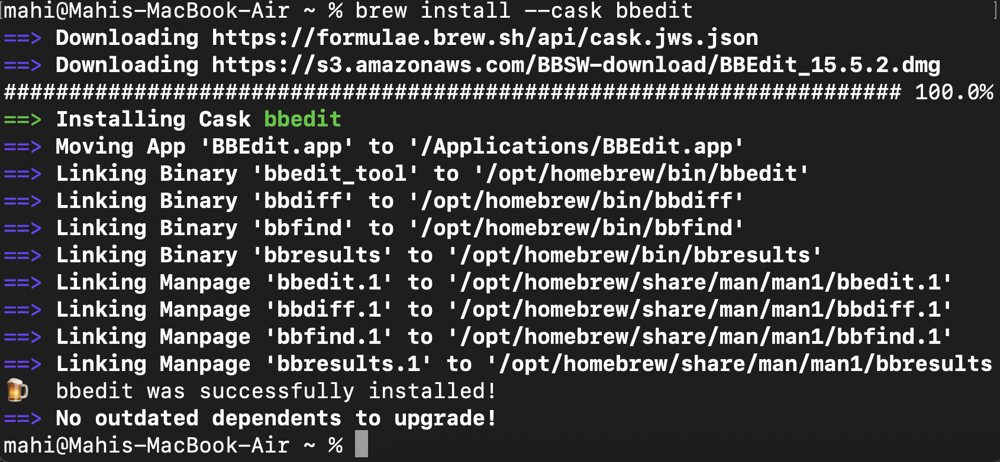 [mahi@Mahis-MacBook-Air ~ % brew install --cask bbedit ]
==> Downloading https://formulae.brew.sh/api/cask.jws.json
==> Downloading https://s3.amazonaws.com/BBSW-download/BBEdit_15.5.2.dmg
##################################################################### 100.0%
==> Installing Cask bbedit
==> Moving App 'BBEdit.app' to '/Applications/BBEdit.app'
==> Linking Binary 'bbedit_tool' to '/opt/homebrew/bin/bbedit'
==> Linking Binary 'bbdiff' to '/opt/homebrew/bin/bbdiff'
==> Linking Binary 'bbfind' to '/opt/homebrew/bin/bbfind'
==> Linking Binary 'bbresults' to '/opt/homebrew/bin/bbresults'
==> Linking Manpage 'bbedit.1' to '/opt/homebrew/share/man/man1/bbedit.1'
==> Linking Manpage 'bbdiff.1' to '/opt/homebrew/share/man/man1/bbdiff.1'
==> Linking Manpage 'bbfind.1' to '/opt/homebrew/share/man/man1/bbfind.1'
==> Linking Manpage 'bbresults.1' to '/opt/homebrew/share/man/man1/bbresults
🍺 bbedit was successfully installed!
==> No outdated dependents to upgrade!
mahi@Mahis-MacBook-Air ~ %